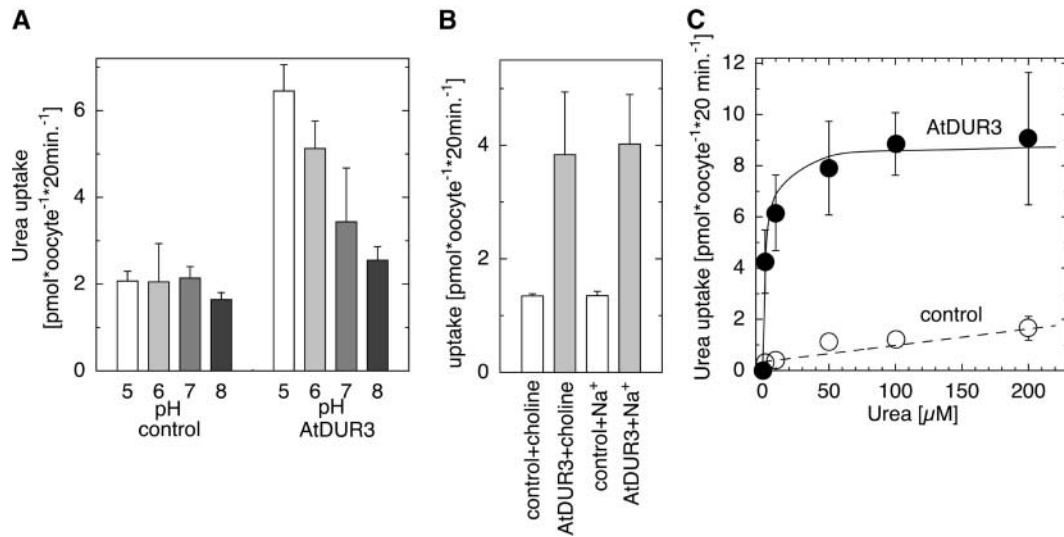 A
Urea uptake
[pmol*oocyte⁻¹*20min.⁻¹]
6
4
2
0
5 6 7 8
pH
control
5 6 7 8
pH
AtDUR3
B
uptake [pmol*oocyte⁻¹*20min.⁻¹]
4
2
0
control+choline
AtDUR3+choline
control+Na⁺
AtDUR3+Na⁺
C
Urea uptake [pmol*oocyte⁻¹*20 min.⁻¹]
12
10
8
6
4
2
0
AtDUR3
control
0 50 100 150 200
Urea [µM]